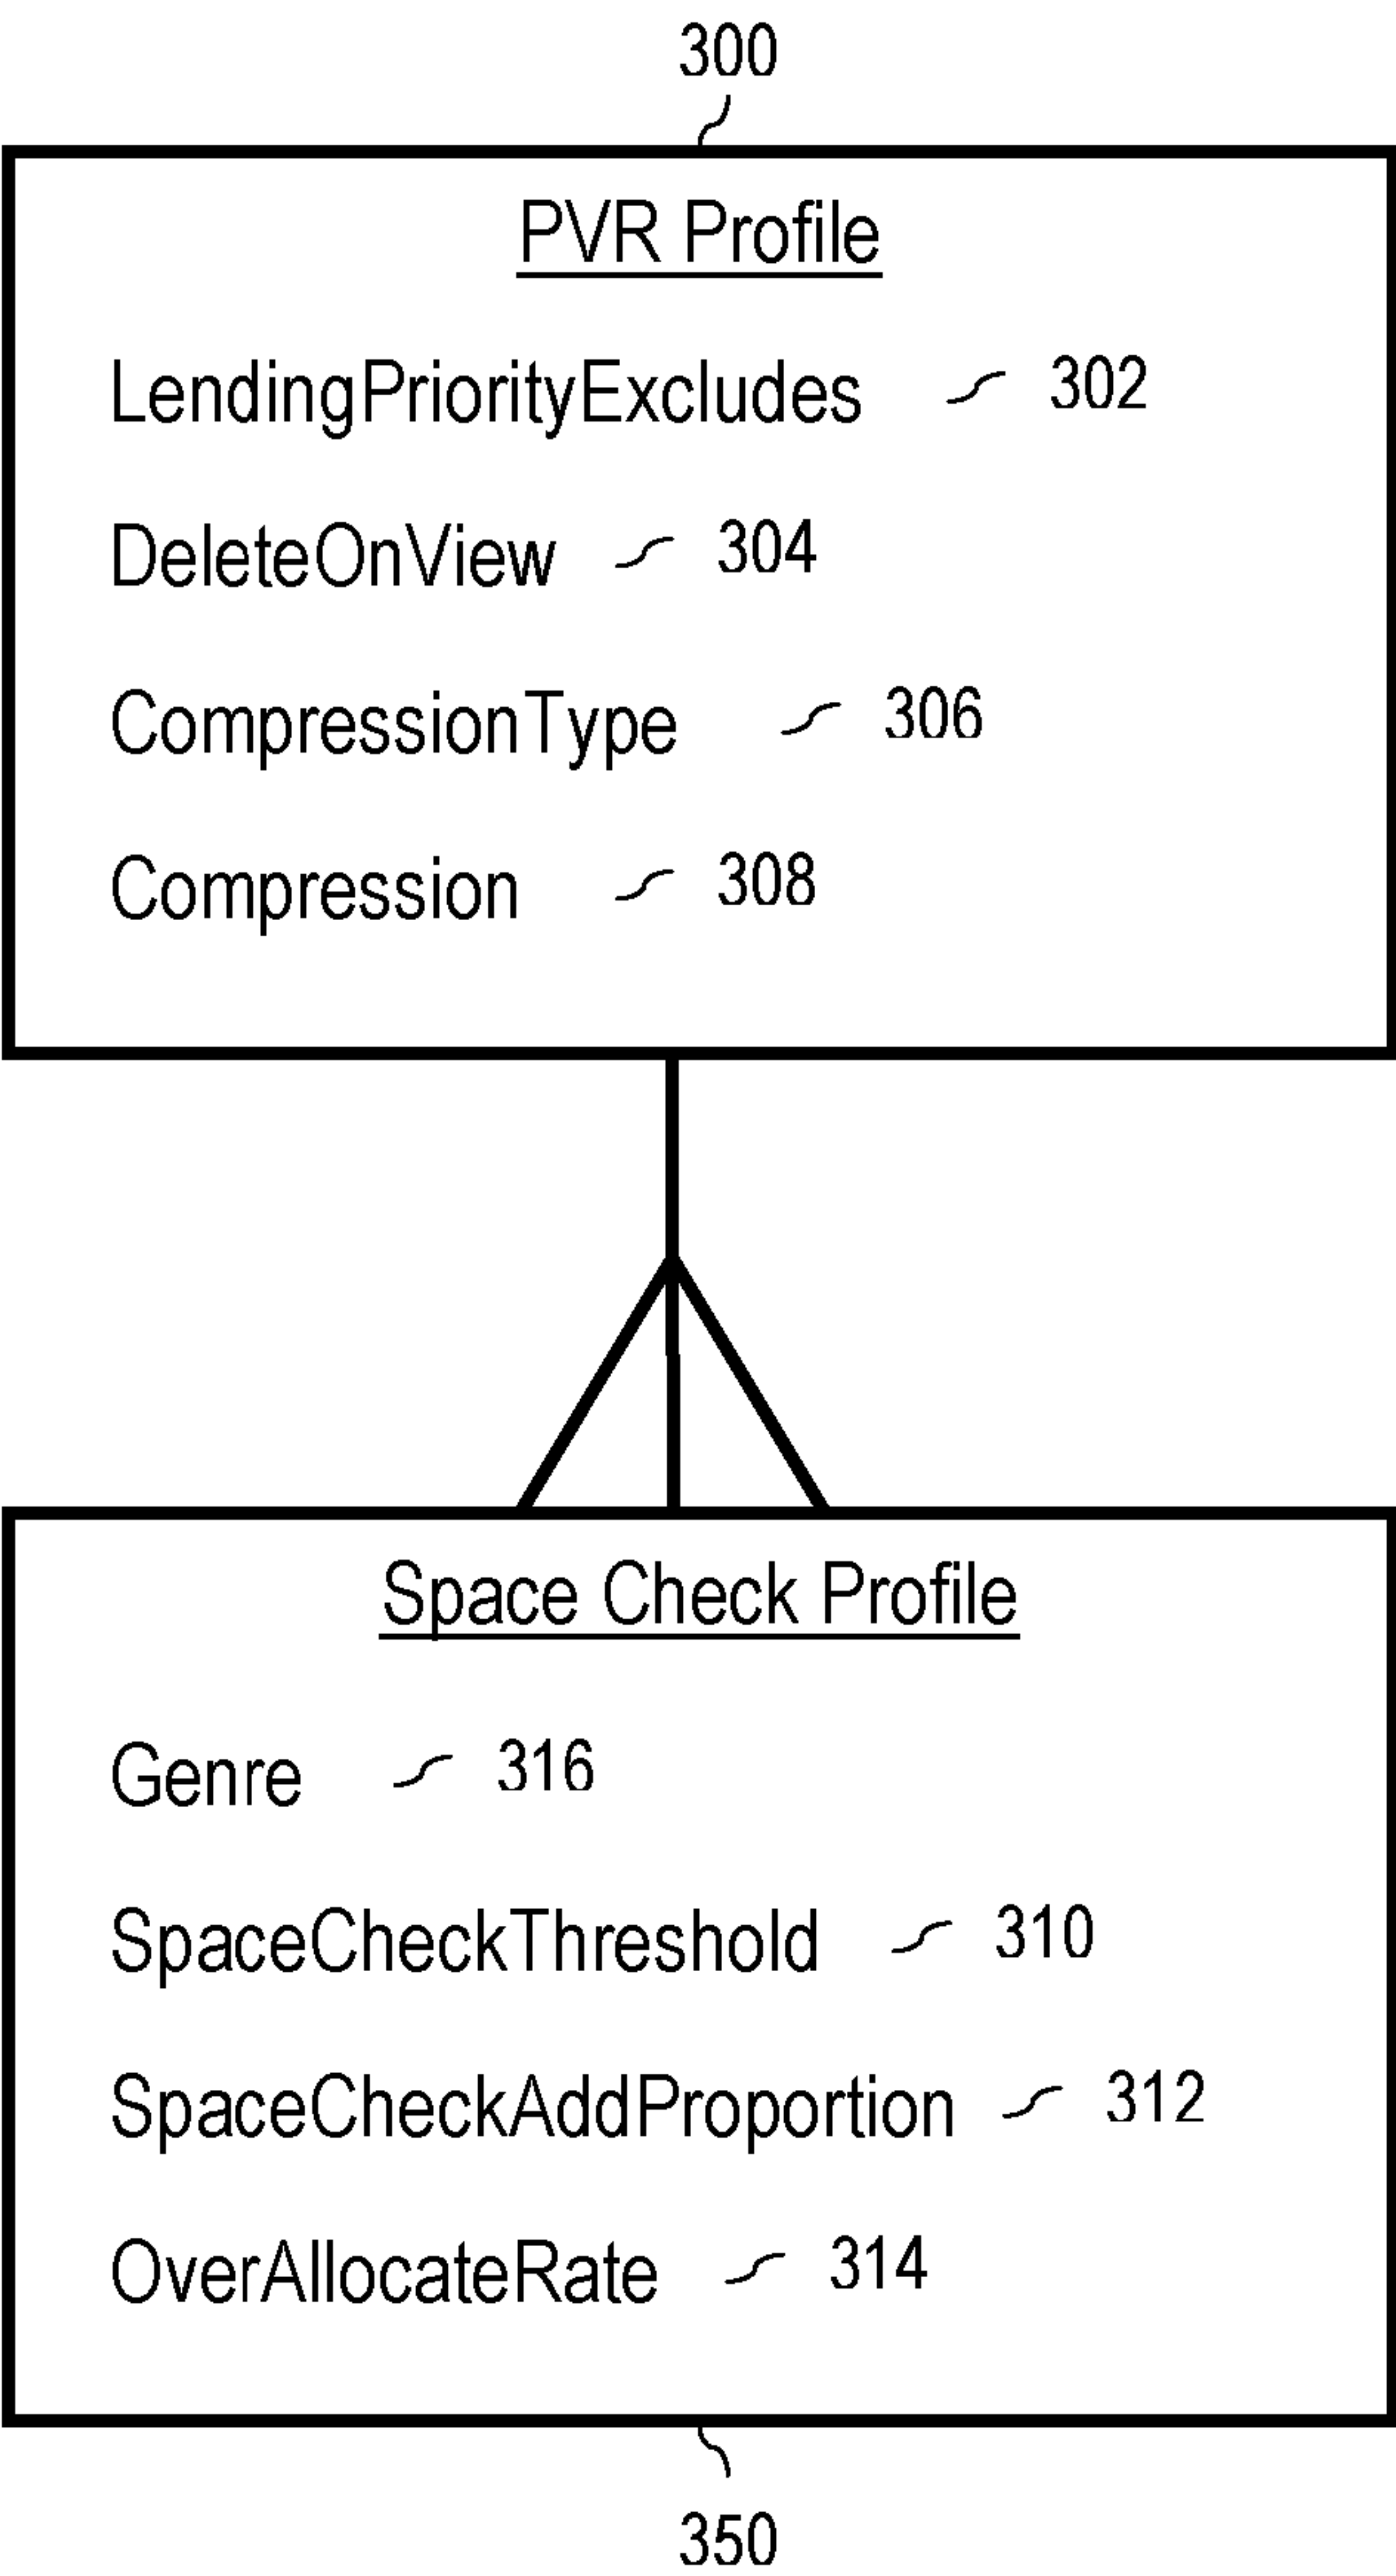 300
PVR Profile
LendingPriorityExcludes 302
DeleteOnView 304
CompressionType 306
Compression 308
Space Check Profile
Genre 316
SpaceCheckThreshold 310
SpaceCheckAddProportion 312
OverAllocateRate 314
350